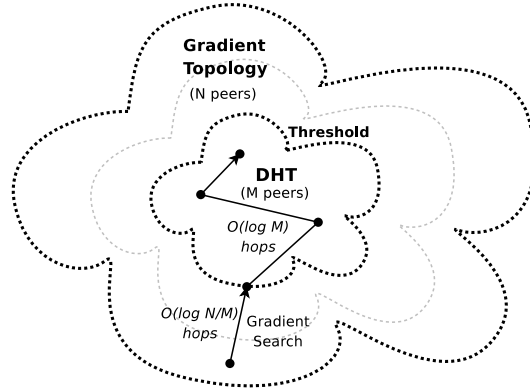 Gradient
Topology
(N peers)
Threshold
DHT
(M peers)
O(log M)
hops
O(log N/M)
hops
Gradient
Search